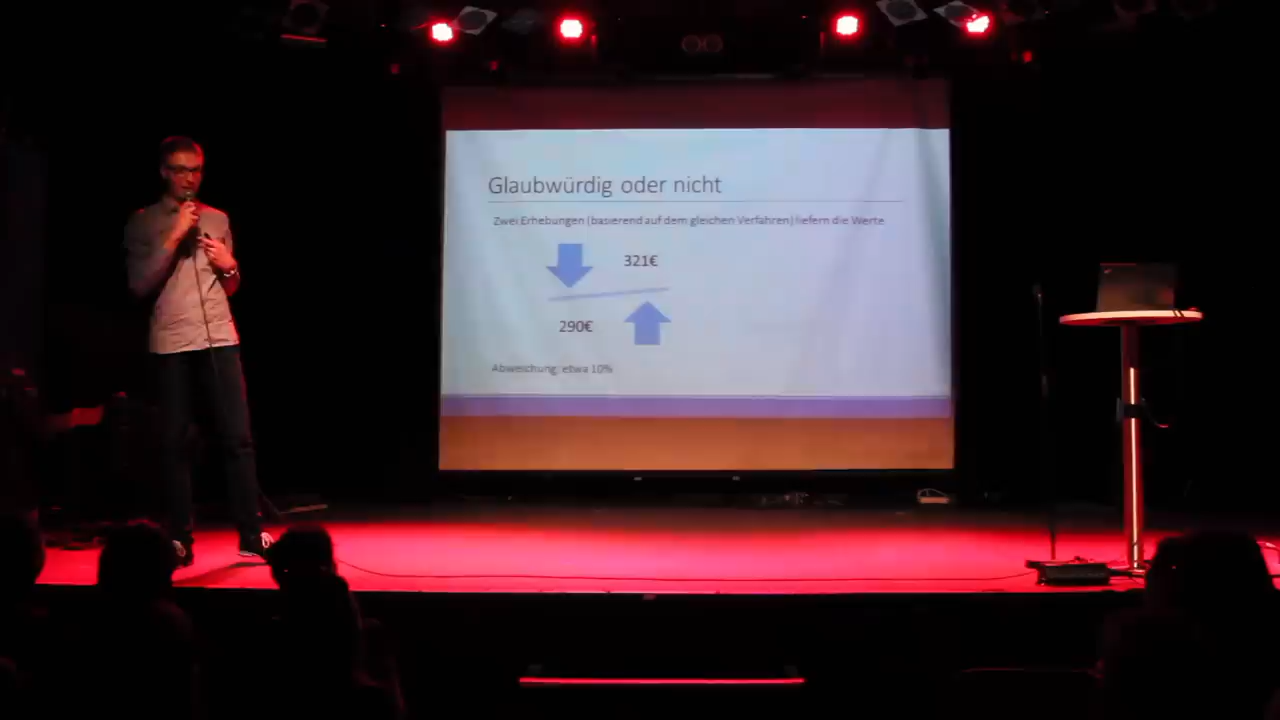 Glaubwürdig oder nicht
Zwei Erhebungen (basierend auf dem gleichen Verfahren) liefern die Werte
321€
290€
Abweichung: etwa 10%